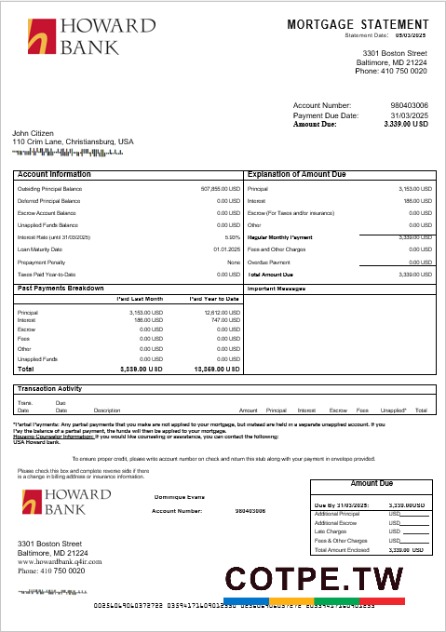 HOWARD
BANK
MORTGAGE STATEMENT
Statement Date: 05/03/2025
3301 Boston Street
Baltimore, MD 21224
Phone: 410 750 0020
Account Number: 980403006
Payment Due Date: 31/03/2025
Amount Due: 3,339.00 USD
John Citizen
110 Crim Lane, Christiansburg, USA
Account Information
Outstanding Principal Balance 507,855.00 USD
Deferred Principal Balance 0.00 USD
Escrow Account Balance 0.00 USD
Unapplied Funds Balance 0.00 USD
Interest Rate (until 31/03/2025)
Loan Maturity Date 01.01.2025
Prepayment Penalty None
Taxes Paid Year-to-Date 0.00 USD
Explanation of Amount Due
Principal 3,153.00 USD
Interest 186.00 USD
Escrow (For Taxes and/or insurance) 0.00 USD
Other 0.00 USD
Regular Monthly Payment 3,339.00 USD
Fees and Other Charges 0.00 USD
Overdue Payment 0.00 USD
Total Amount Due 3,339.00 USD
Past Payments Breakdown
Paid Last Month Paid Year to Date
Principal 3,153.00 USD 12,612.00 USD
Interest 186.00 USD 747.00 USD
Escrow 0.00 USD 0.00 USD
Fees 0.00 USD 0.00 USD
Other 0.00 USD 0.00 USD
Unapplied Funds 0.00 USD 0.00 USD
Total 3,339.00 USD 13,359.00 USD
Important Messages
Transaction Activity
Trans. Due
Date Date Description Amount Principal Interest Escrow Fees Unapplied* Total
*Partial Payments: Any partial payments that you make are not applied to your mortgage, but instead are held in a separate unapplied account. If you
Pay the balance of a partial payment, the funds will then be applied to your mortgage.
Housing Counselor Information: If you would like counseling or assistance, you can contact the following:
USA Howard bank.
To ensure proper credit, please write account number on check and return this stub along with your payment in envelope provided.
Please check this box and complete reverse side if there
is a change in billing address or insurance information.
HOWARD
BANK
Dominique Evans
Account Number: 980403006
3301 Boston Street
Baltimore, MD 21224
www.howardbank.q4ir.com
Phone: 410 750 0020
Amount Due
Due By 31/03/2025: 3,339.00 USD
Additional Principal USD
Additional Escrow USD
Late Charges USD
Fees & Other Charges USD
Total Amount Enclosed 3,339.00 USD
COTPE.TW